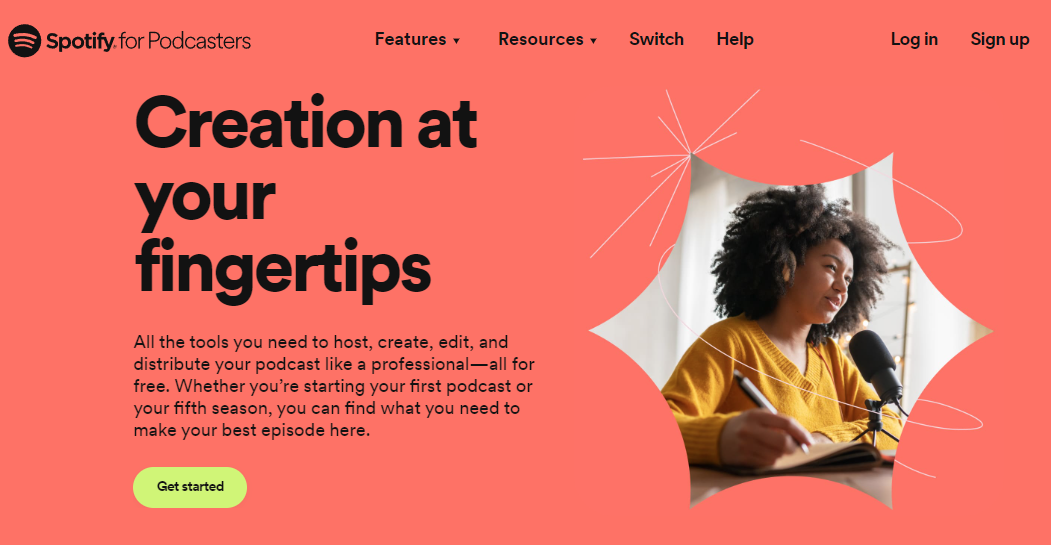 Spotify® for Podcasters
Features ▾ Resources ▾ Switch Help Log in Sign up
Creation at
your
fingertips
All the tools you need to host, create, edit, and
distribute your podcast like a professional—all for
free. Whether you’re starting your first podcast or
your fifth season, you can find what you need to
make your best episode here.
Get started